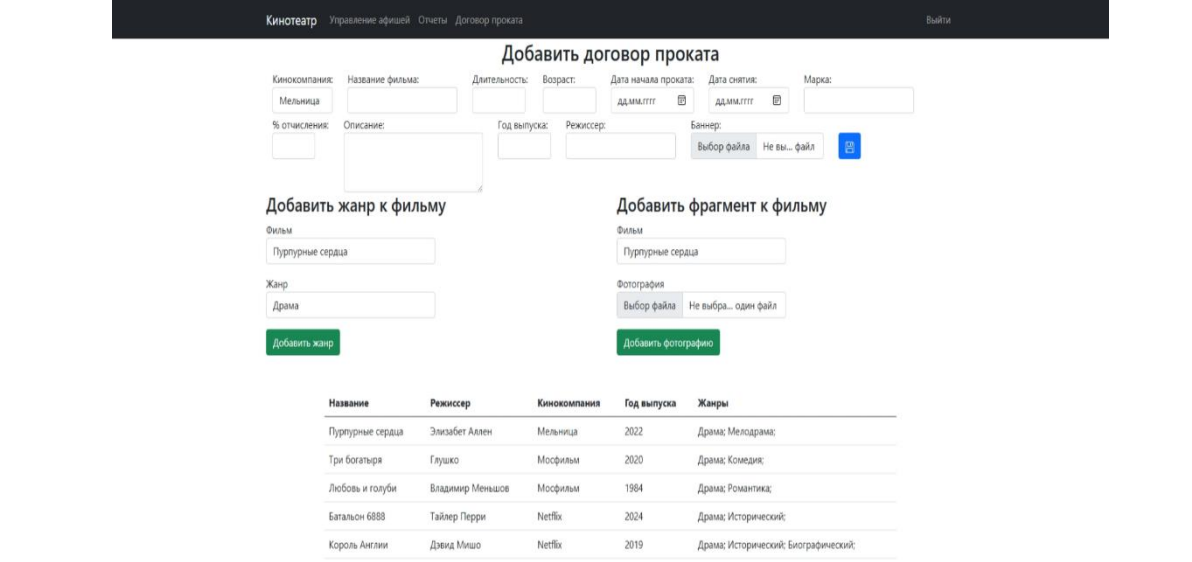 Кинотеатр Управление афишей Отчеты Договор проката Выйти
Добавить договор проката
Кинокомпания: Название фильма: Длительность: Возраст: Дата начала проката: Дата снятия: Марка:
Мельница дд.мм.гггг дд.мм.гггг
% отчисления: Описание: Год выпуска: Режиссер: Баннер:
Выбор файла Не вы... файл
Добавить жанр к фильму Добавить фрагмент к фильму
Фильм Фильм
Пурпурные сердца Пурпурные сердца
Жанр Фотография
Драма Выбор файла Не выбра... один файл
Добавить жанр Добавить фотографию
Название Режиссер Кинокомпания Год выпуска Жанры
Пурпурные сердца Элизабет Аллен Мельница 2022 Драма; Мелодрама;
Три богатыря Глушко Мосфильм 2020 Драма; Комедия;
Любовь и голуби Владимир Меньшов Мосфильм 1984 Драма; Романтика;
Батальон 6888 Тайлер Перри Netflix 2024 Драма; Исторический;
Король Англии Дэвид Мишо Netflix 2019 Драма; Исторический; Биографический;